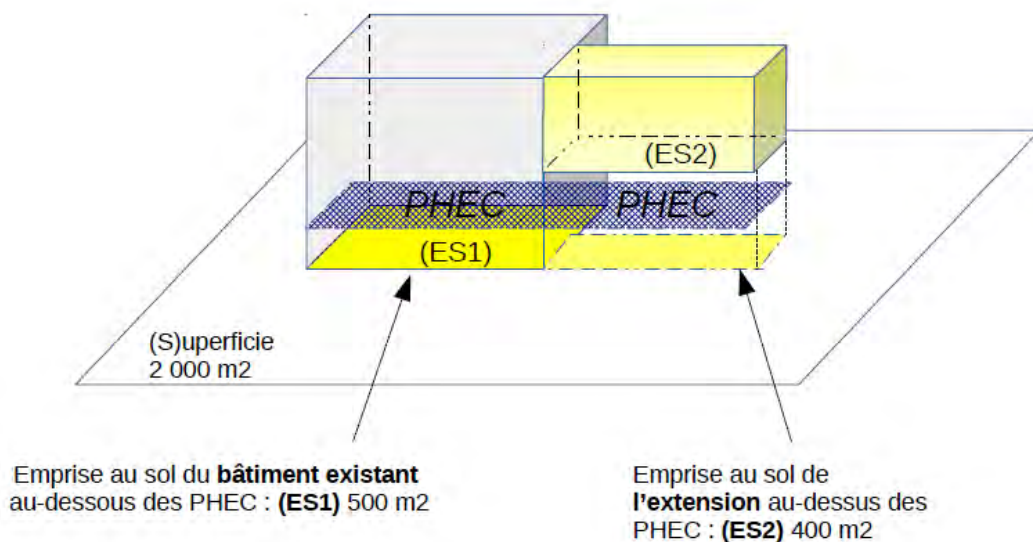 (ES2)
PHEC PHEC
(ES1)
(S)uperficie
2 000 m2
Emprise au sol du bâtiment existant
au-dessous des PHEC : (ES1) 500 m2
Emprise au sol de
l'extension au-dessus des
PHEC : (ES2) 400 m2